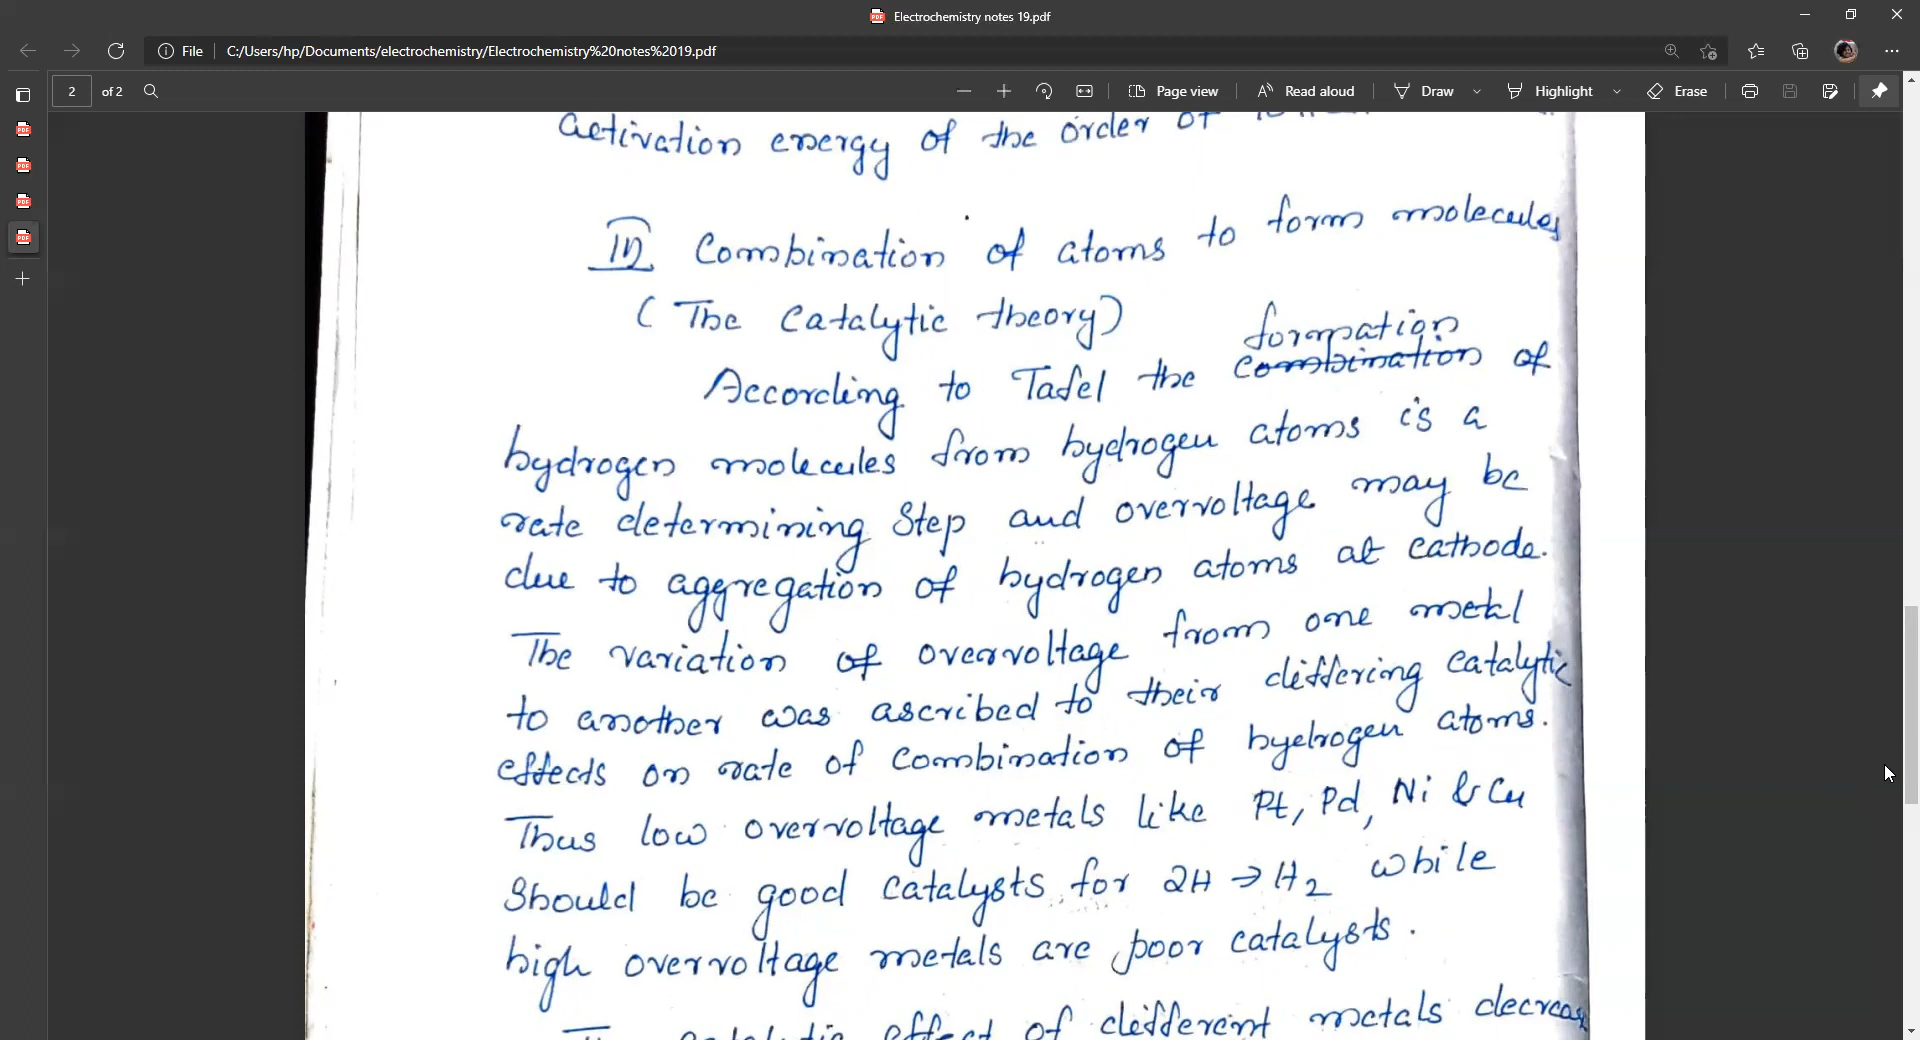 Electrochemistry notes 19.pdf
File C:/Users/hp/Documents/electrochemistry/Electrochemistry%20notes%2019.pdf
2 of 2 Page view Read aloud Draw Highlight Erase
activation energy of the order of
III Combination of atoms to form molecules
(The Catalytic theory)
formation
According to Tafel the combination of
hydrogen molecules from hydrogen atoms is a
rate determining step and overvoltage may be
due to aggregation of hydrogen atoms at cathode.
The variation of overvoltage from one metal
to another was ascribed to their differing catalytic
effects on rate of combination of hydrogen atoms.
Thus low overvoltage metals like Pt, Pd, Ni & Cu
should be good catalysts for 2H → H2 while
high overvoltage metals are poor catalysts.
effect of different metals decreas